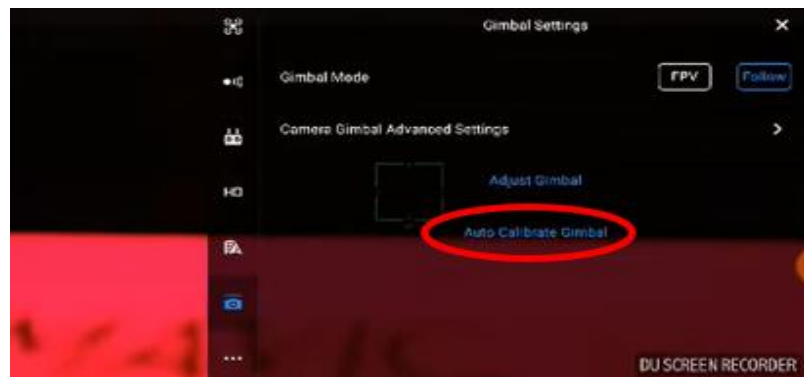 Gimbal Settings
Gimbal Mode
FPV
Follow
Camera Gimbal Advanced Settings
Adjust Gimbal
HD
Auto Calibrate Gimbal
DU SCREEN RECORDER